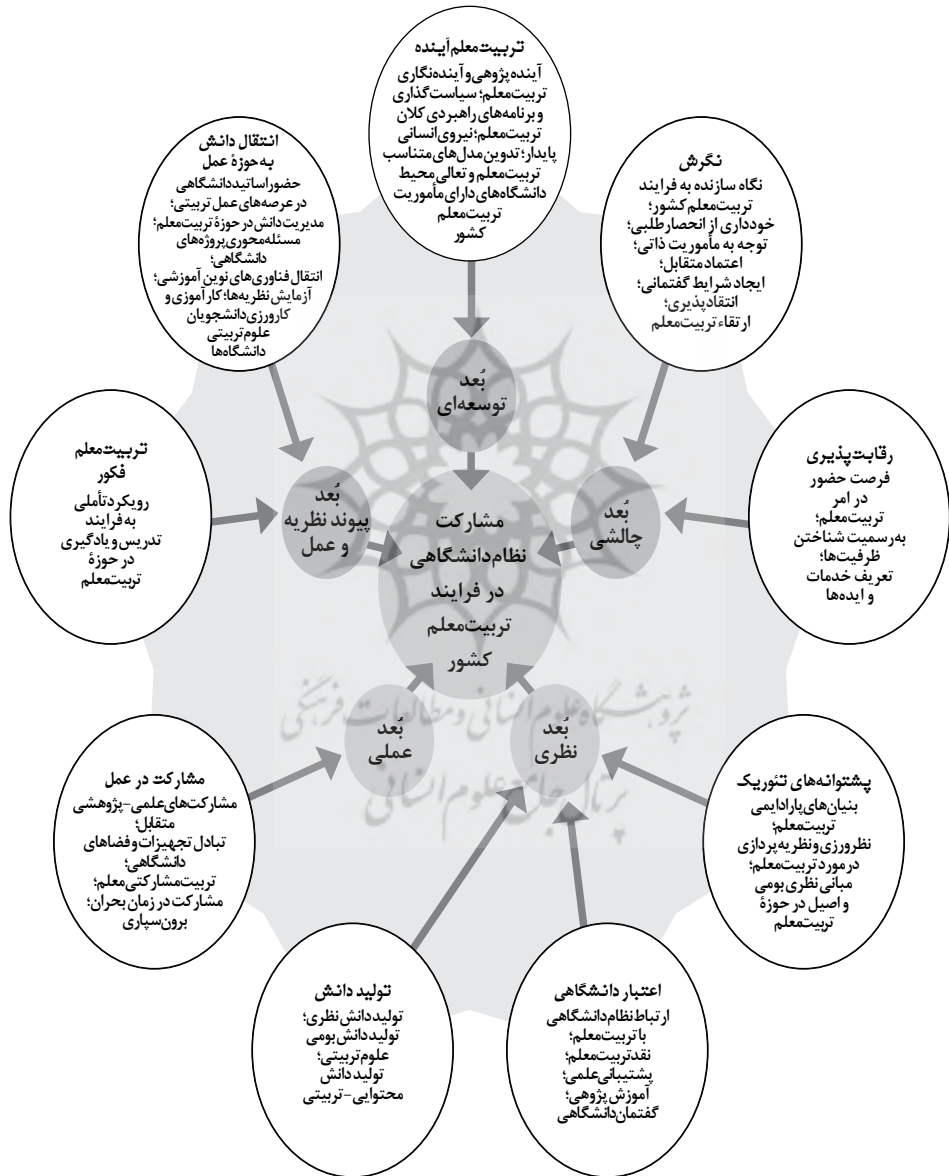 تربیت‌معلم آینده
آینده‌پژوهی و آینده‌نگاری
تربیت‌معلم؛ سیاست‌گذاری
و برنامه‌های راهبردی کلان
تربیت‌معلم؛ نیروی انسانی
پایدار؛ تدوین مدل‌های متناسب
تربیت‌معلم و تعالی محیط
دانشگاه‌های دارای مأموریت
تربیت‌معلم
کشور
نگرش
نگاه سازنده به فرایند
تربیت‌معلم کشور؛
خودداری از انحصارطلبی؛
توجه به مأموریت ذاتی؛
اعتماد متقابل؛
ایجاد شرایط گفتمانی؛
انتقادپذیری؛
ارتقاء تربیت‌معلم
انتقال دانش
به حوزهٔ عمل
حضور اساتید دانشگاهی
در عرصه‌های عمل تربیتی؛
مدیریت دانش در حوزهٔ تربیت‌معلم؛
مسئله‌محوری پروژه‌های
دانشگاهی؛
انتقال فناوری‌های نوین آموزشی؛
آزمایش نظریه‌ها؛ کارآموزی و
کارورزی دانشجویان
علوم تربیتی
دانشگاه‌ها
بُعد
توسعه‌ای
رقابت‌پذیری
فرصت حضور
در امر
تربیت‌معلم؛
به‌رسمیت شناختن
ظرفیت‌ها؛
تعریف خدمات
و ایده‌ها
بُعد
چالشی
مشارکت
نظام دانشگاهی
در فرایند
تربیت‌معلم
کشور
بُعد
پیوند نظریه
و عمل
تربیت‌معلم
فکور
رویکرد تأملی
به فرایند
تدریس و یادگیری
در حوزهٔ
تربیت‌معلم
پژوهشگاه علوم انسانی و مطالعات فرهنگی
پرتال جامع علوم انسانی
بُعد
نظری
بُعد
عملی
پشتوانه‌های تئوریک
بنیان‌های پارادایمی
تربیت‌معلم؛
نظرورزی و نظریه‌پردازی
در مورد تربیت‌معلم؛
مبانی نظری بومی
و اصیل در حوزهٔ
تربیت‌معلم
مشارکت در عمل
مشارکت‌های علمی-پژوهشی
متقابل؛
تبادل تجهیزات و فضاهای
دانشگاهی؛
تربیت مشارکتی معلم؛
مشارکت در زمان بحران؛
برون‌سپاری
اعتبار دانشگاهی
ارتباط نظام دانشگاهی
با تربیت‌معلم؛
نقد تربیت‌معلم؛
پشتیبانی علمی؛
آموزش پژوهی؛
گفتمان دانشگاهی
تولید دانش
تولید دانش نظری؛
تولید دانش بومی
علوم تربیتی؛
تولید دانش
محتوایی-تربیتی